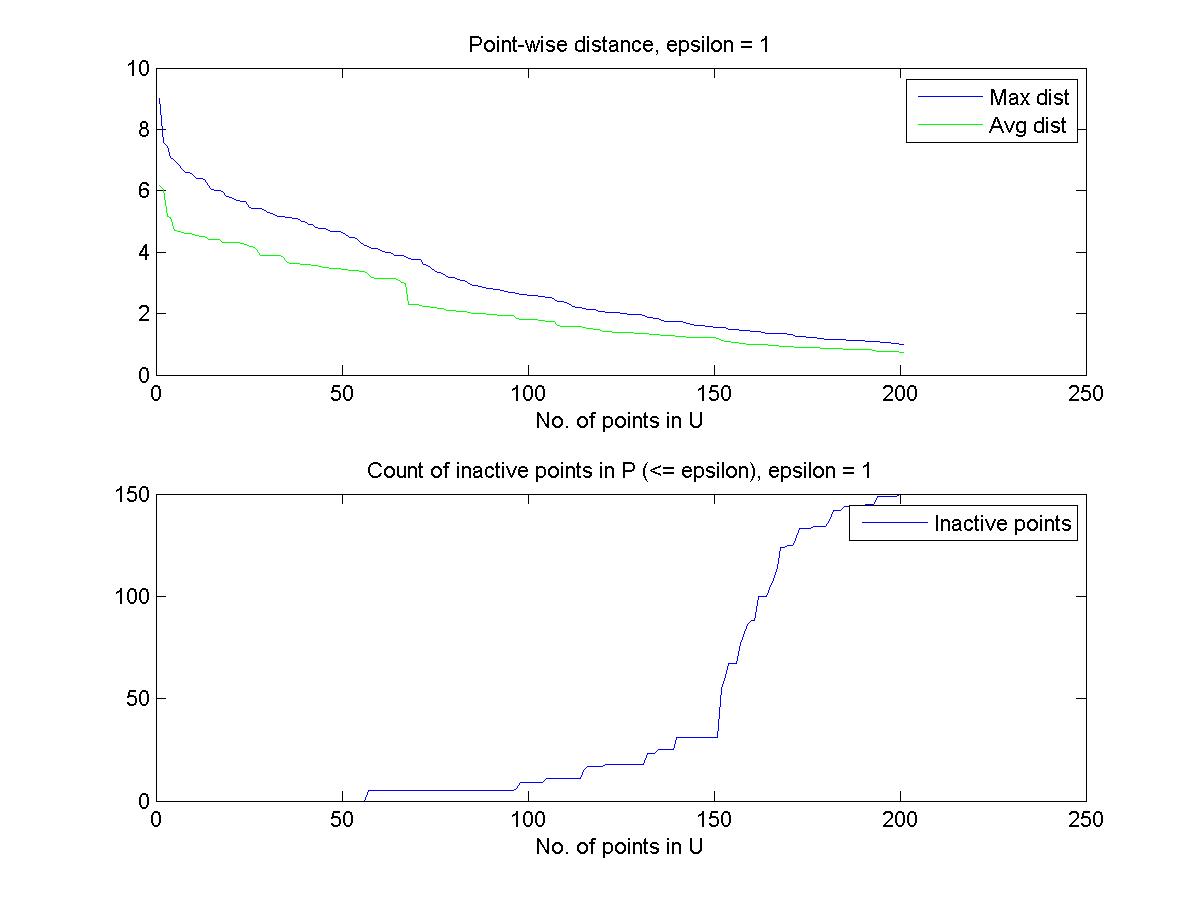 Point-wise distance, epsilon = 1
10
8
6
4
2
0
Max dist
Avg dist
0 50 100 150 200 250
No. of points in U
Count of inactive points in P (<= epsilon), epsilon = 1
150
100
50
0
Inactive points
0 50 100 150 200 250
No. of points in U